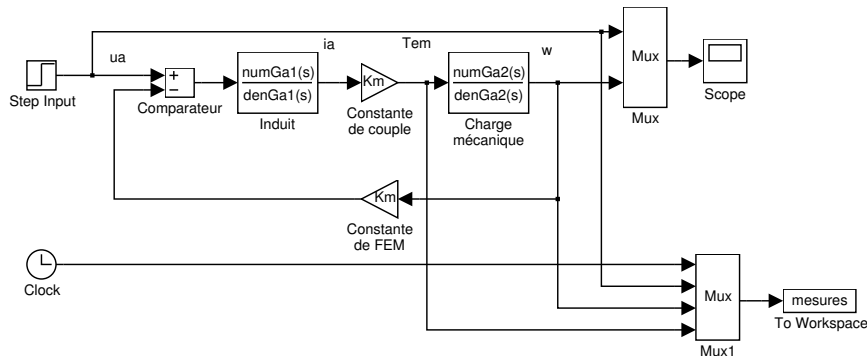 ua
ia
Tem
w
Mux
Mux
Scope
Step Input
+
−
Comparateur
numGa1(s)
denGa1(s)
Induit
Km
Constante
de couple
numGa2(s)
denGa2(s)
Charge
mécanique
Km
Constante
de FEM
Clock
Mux
Mux1
mesures
To Workspace